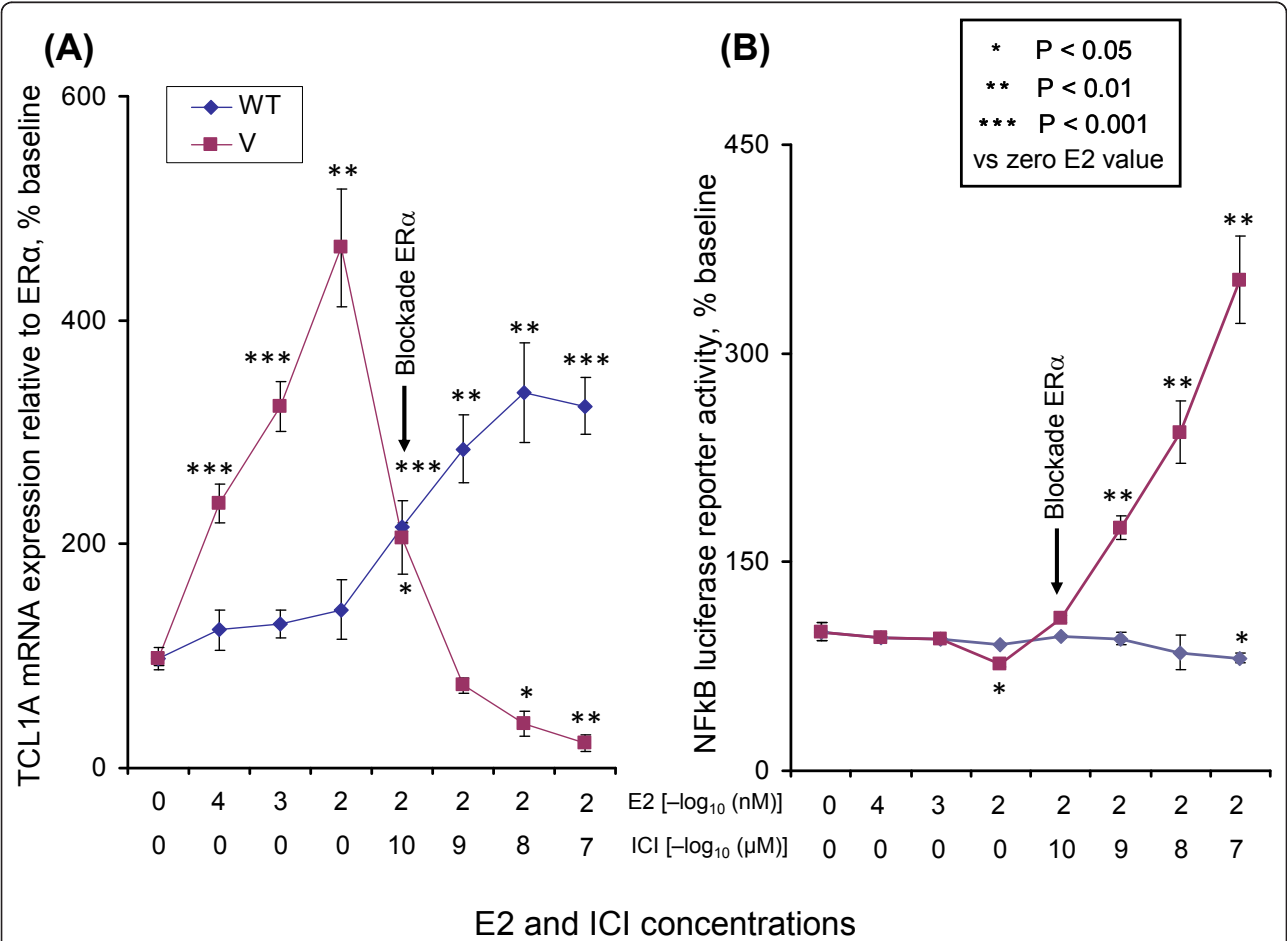 (A)
WT
V
TCL1A mRNA expression relative to ERα, % baseline
600
400
200
0
***
***
**
Blockade ERα
***
*
**
**
*
***
**
0 4 3 2 2 2 2 2
0 0 0 0 10 9 8 7
E2 [–log10 (nM)]
ICI [–log10 (µM)]
(B)
* P < 0.05
** P < 0.01
*** P < 0.001
vs zero E2 value
NFkB luciferase reporter activity, % baseline
450
300
150
0
*
Blockade ERα
**
**
**
*
0 4 3 2 2 2 2 2
0 0 0 0 10 9 8 7
E2 and ICI concentrations